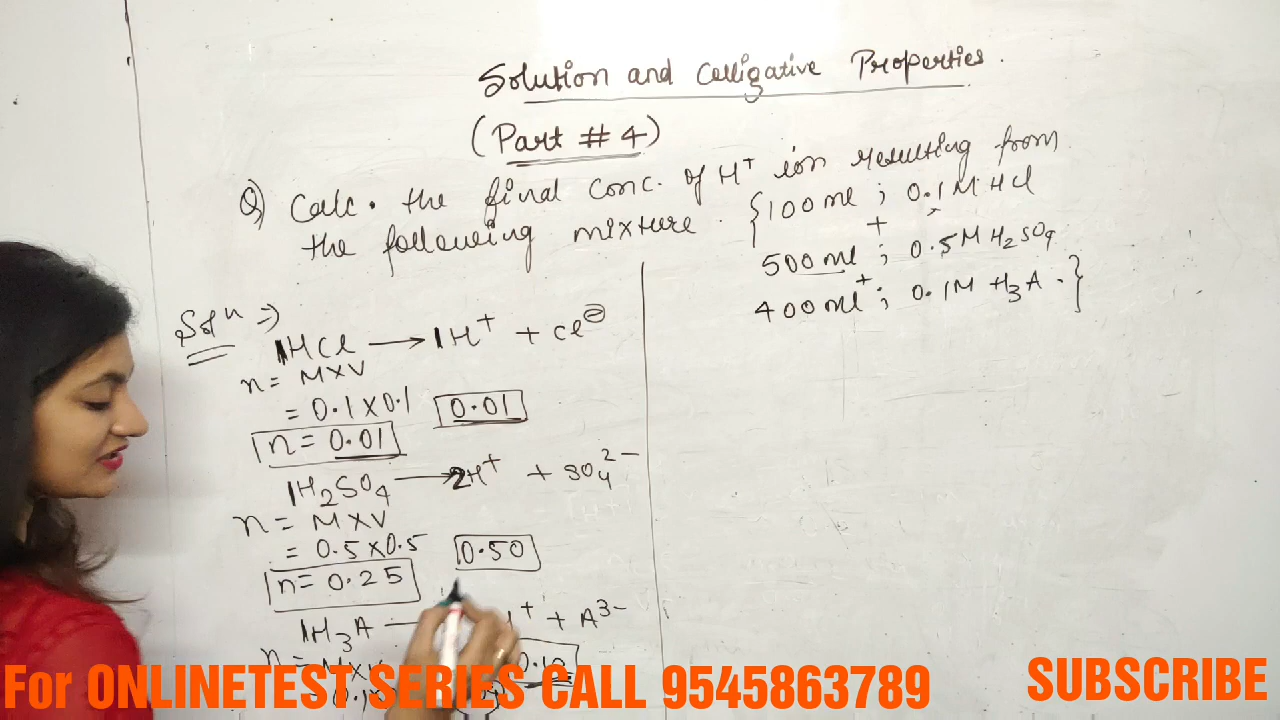 Solution and Colligative Properties.
(Part # 4)
Q) Calc. the final conc. of H⁺ ion resulting from
the following mixture. {100 ml ; 0.1 M HCl
+
500 ml ; 0.5 M H₂SO₄
+
400 ml ; 0.1 M H₃A.}
Solⁿ ⇒
1HCl → 1H⁺ + Cl⊖
n = M×V
= 0.1×0.1 0.01
n = 0.01
1H₂SO₄ → 2H⁺ + SO₄²⁻
n = M×V
= 0.5×0.5 0.50
n = 0.25
1H₃A → H⁺ + A³⁻
n = M×V
For ONLINETEST SERIES CALL 9545863789 SUBSCRIBE